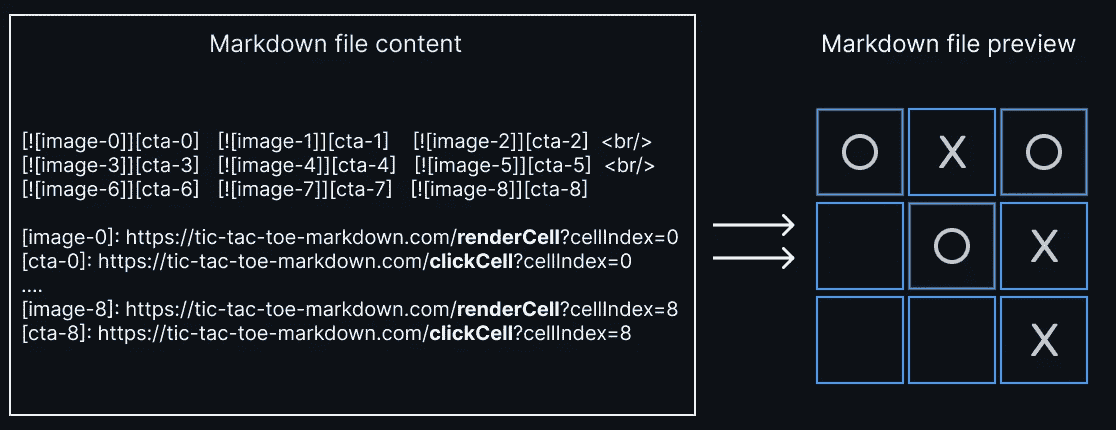 Markdown file content
[![image-0]][cta-0] [![image-1]][cta-1] [![image-2]][cta-2] <br/>
[![image-3]][cta-3] [![image-4]][cta-4] [![image-5]][cta-5] <br/>
[![image-6]][cta-6] [![image-7]][cta-7] [![image-8]][cta-8]
[image-0]: https://tic-tac-toe-markdown.com/renderCell?cellIndex=0
[cta-0]: https://tic-tac-toe-markdown.com/clickCell?cellIndex=0
....
[image-8]: https://tic-tac-toe-markdown.com/renderCell?cellIndex=8
[cta-8]: https://tic-tac-toe-markdown.com/clickCell?cellIndex=8
Markdown file preview
O X O
O X
X